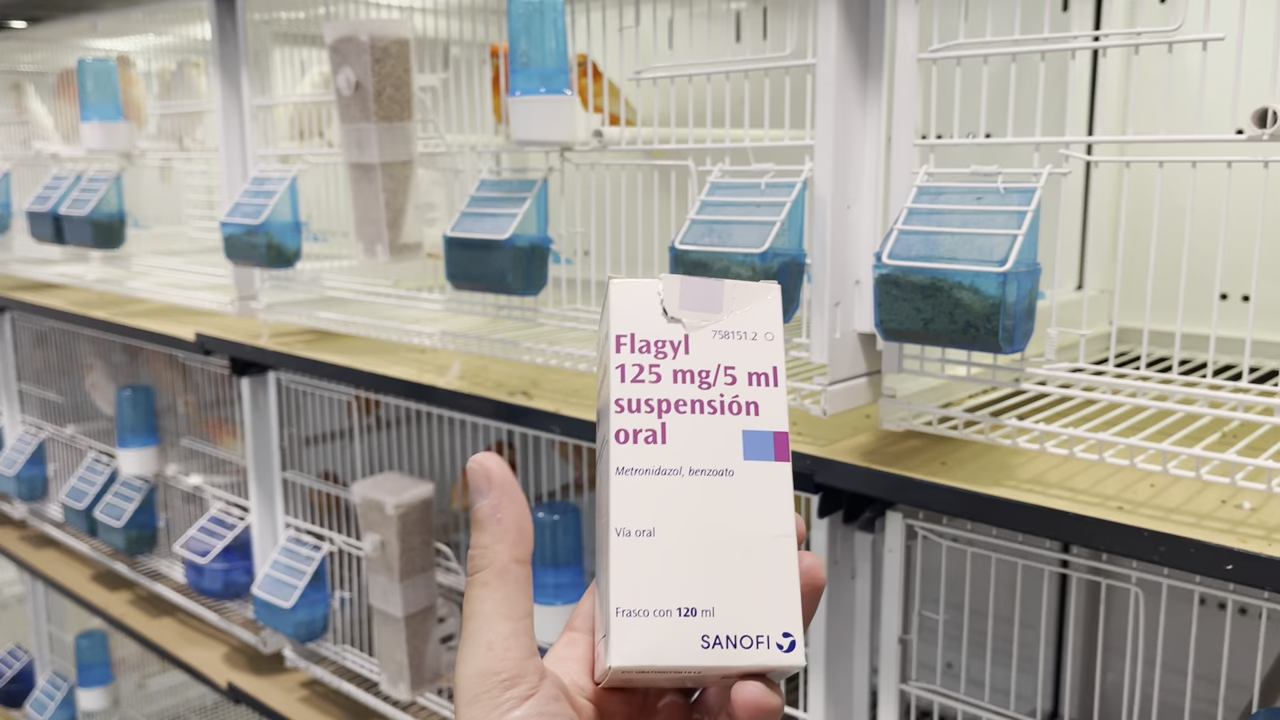 758151.2
Flagyl
125 mg/5 ml
suspensión
oral
Metronidazol, benzoato
Vía oral
Frasco con 120 ml
SANOFI